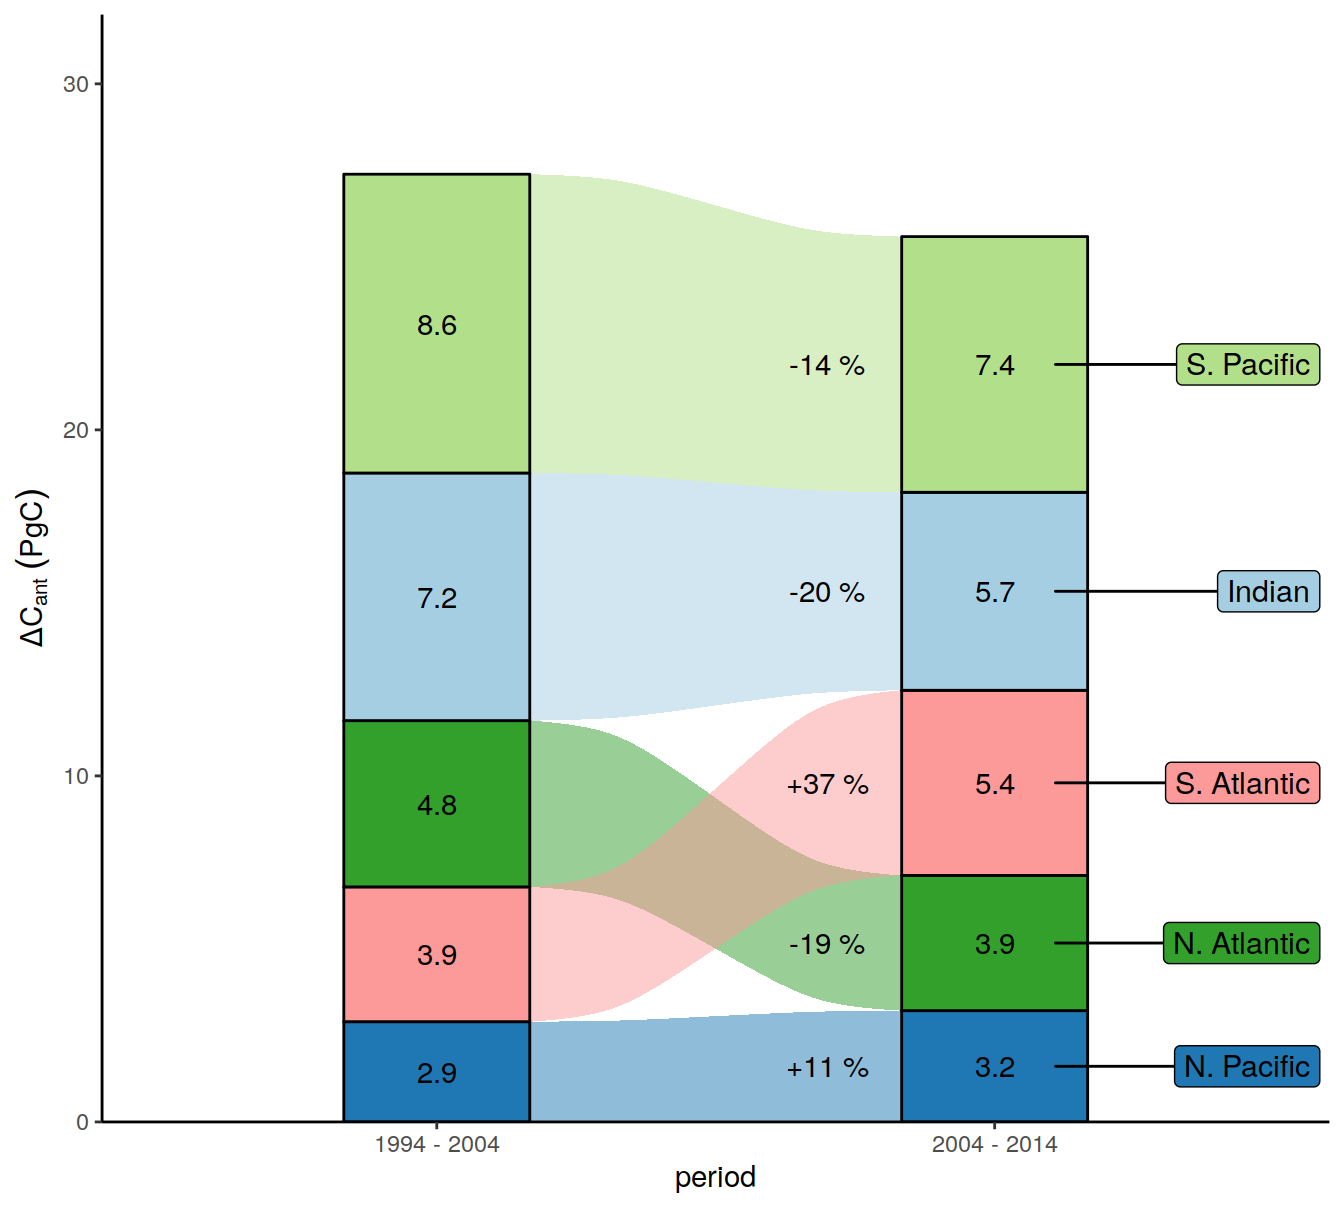 30
20
10
0
ΔCant (PgC)
8.6
7.2
4.8
3.9
2.9
-14 %
-20 %
+37 %
-19 %
+11 %
7.4
5.7
5.4
3.9
3.2
S. Pacific
Indian
S. Atlantic
N. Atlantic
N. Pacific
1994 - 2004
2004 - 2014
period